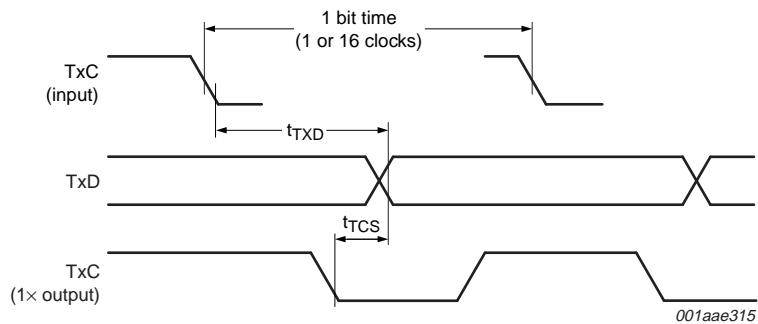 1 bit time
(1 or 16 clocks)
TxC
(input)
tTXD
TxD
tTCS
TxC
(1× output)
001aae315